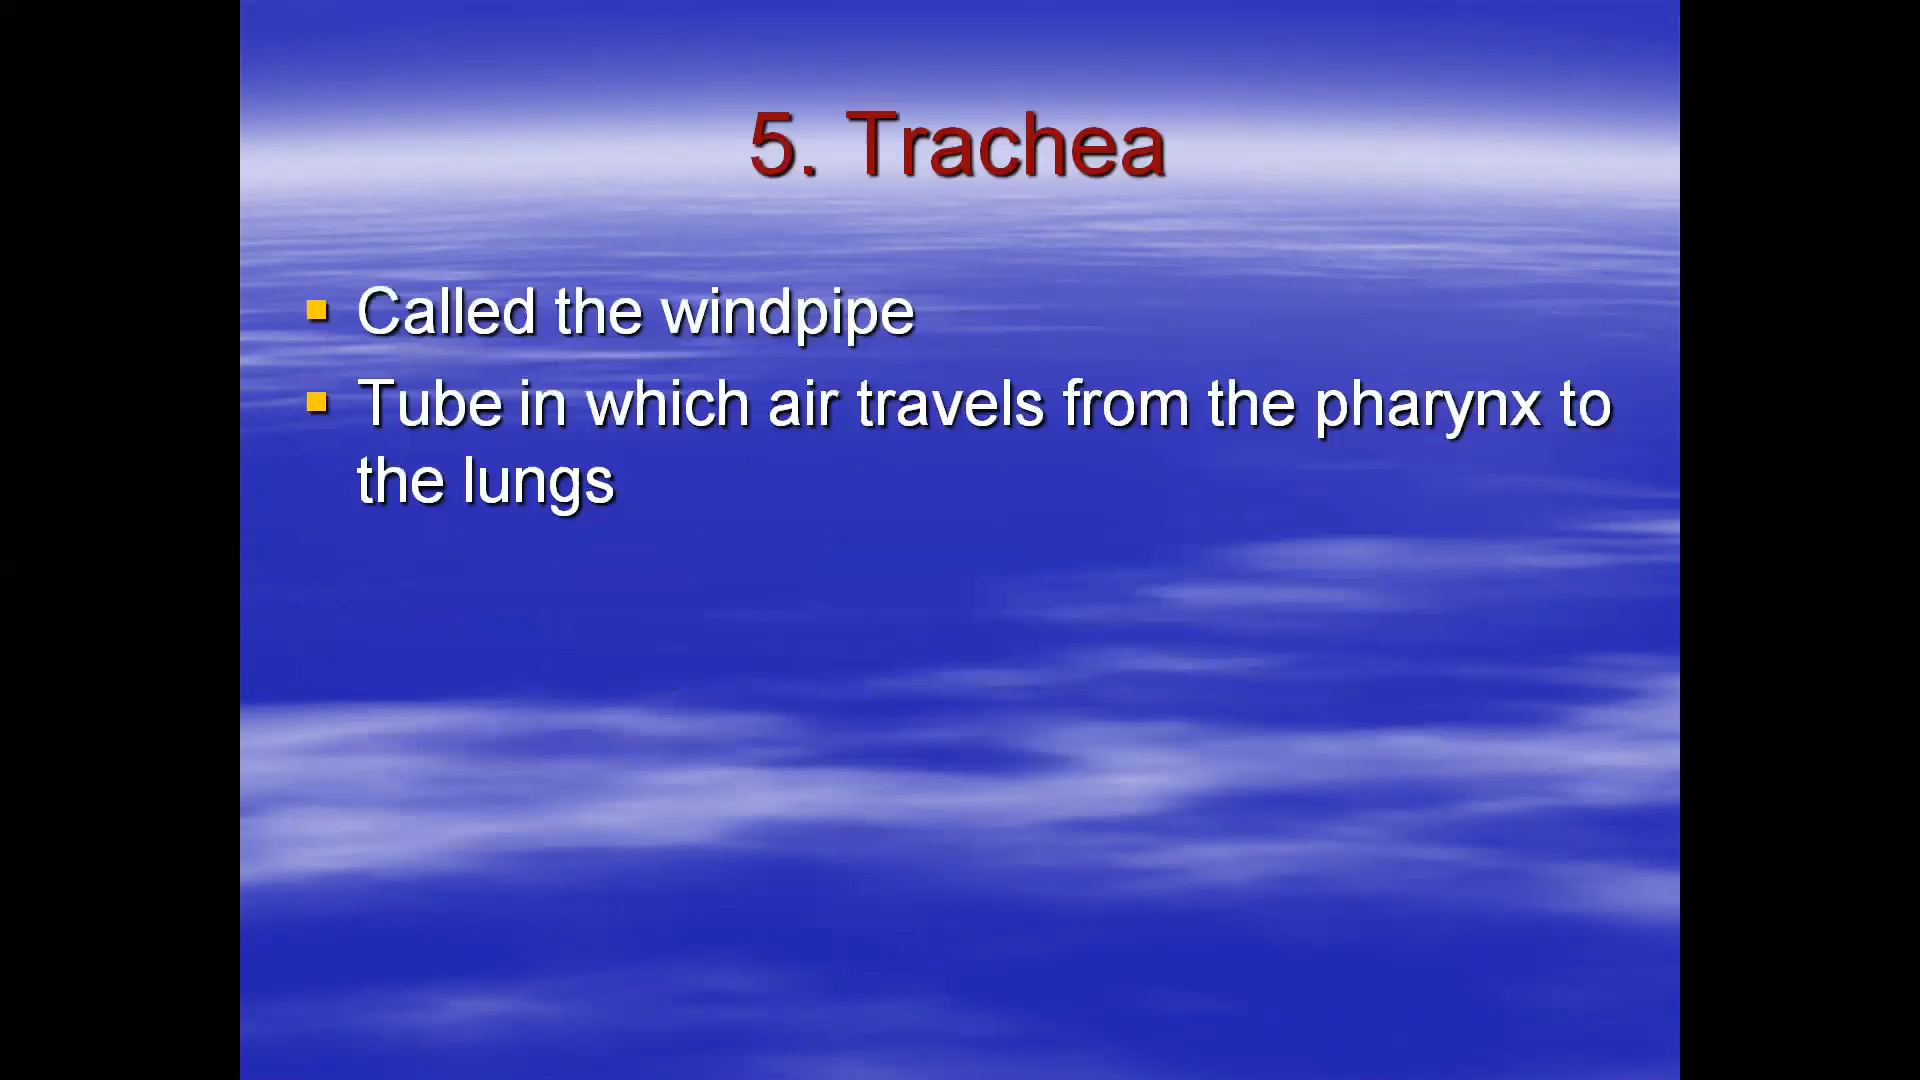 5. Trachea
Called the windpipe
Tube in which air travels from the pharynx to
the lungs